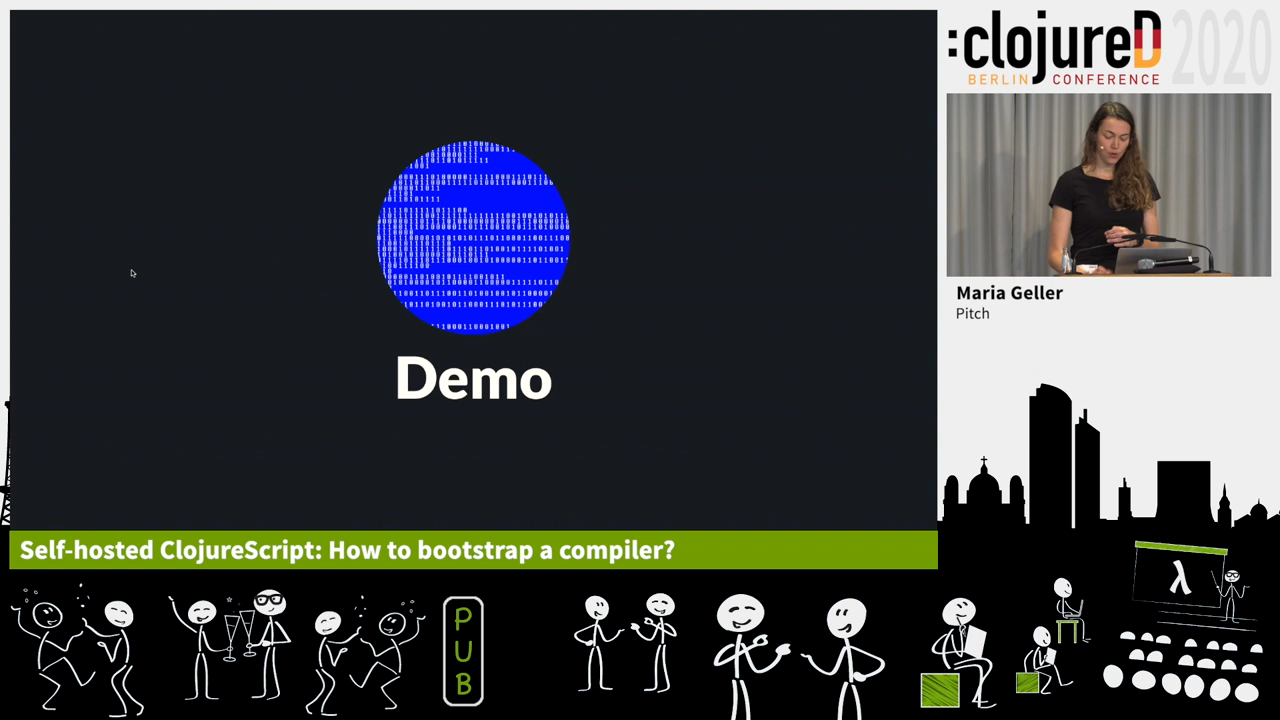 :clojureD 2020
BERLIN CONFERENCE
Demo
Maria Geller
Pitch
Self-hosted ClojureScript: How to bootstrap a compiler?
PUB
λ